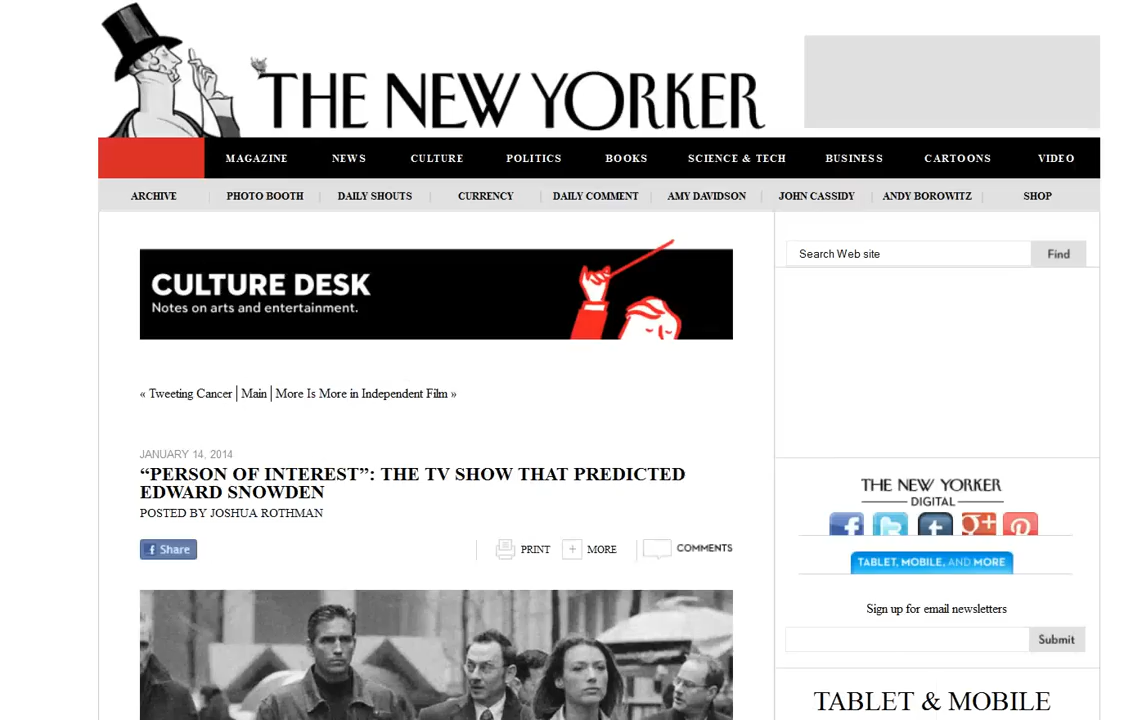 THE NEW YORKER
MAGAZINE NEWS CULTURE POLITICS BOOKS SCIENCE & TECH BUSINESS CARTOONS VIDEO
ARCHIVE PHOTO BOOTH DAILY SHOUTS CURRENCY DAILY COMMENT AMY DAVIDSON JOHN CASSIDY ANDY BOROWITZ SHOP
Search Web site Find
CULTURE DESK
Notes on arts and entertainment.
« Tweeting Cancer | Main | More Is More in Independent Film »
JANUARY 14, 2014
“PERSON OF INTEREST”: THE TV SHOW THAT PREDICTED
EDWARD SNOWDEN
POSTED BY JOSHUA ROTHMAN
f Share PRINT + MORE COMMENTS
THE NEW YORKER
DIGITAL
f t t g+ p
TABLET, MOBILE, AND MORE
Sign up for email newsletters
Submit
TABLET & MOBILE